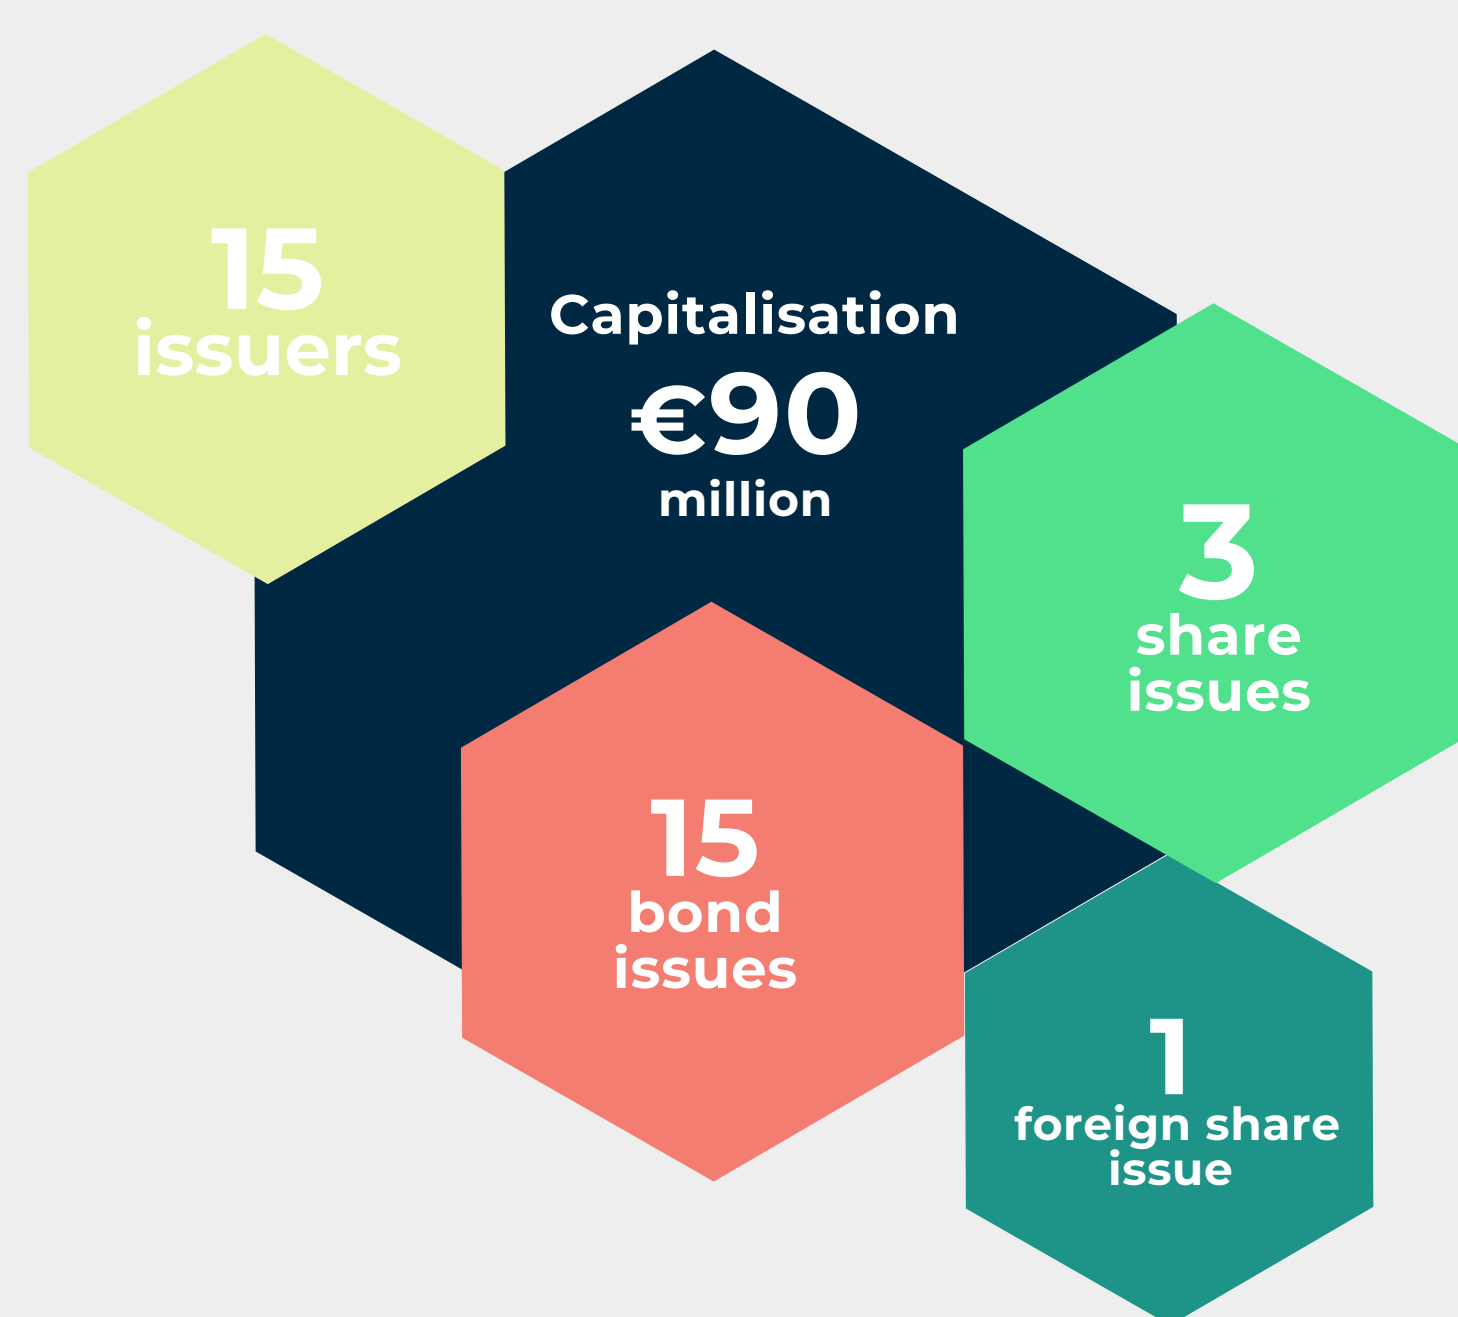 15
issuers
Capitalisation
€90
million
3
share
issues
15
bond
issues
1
foreign share
issue